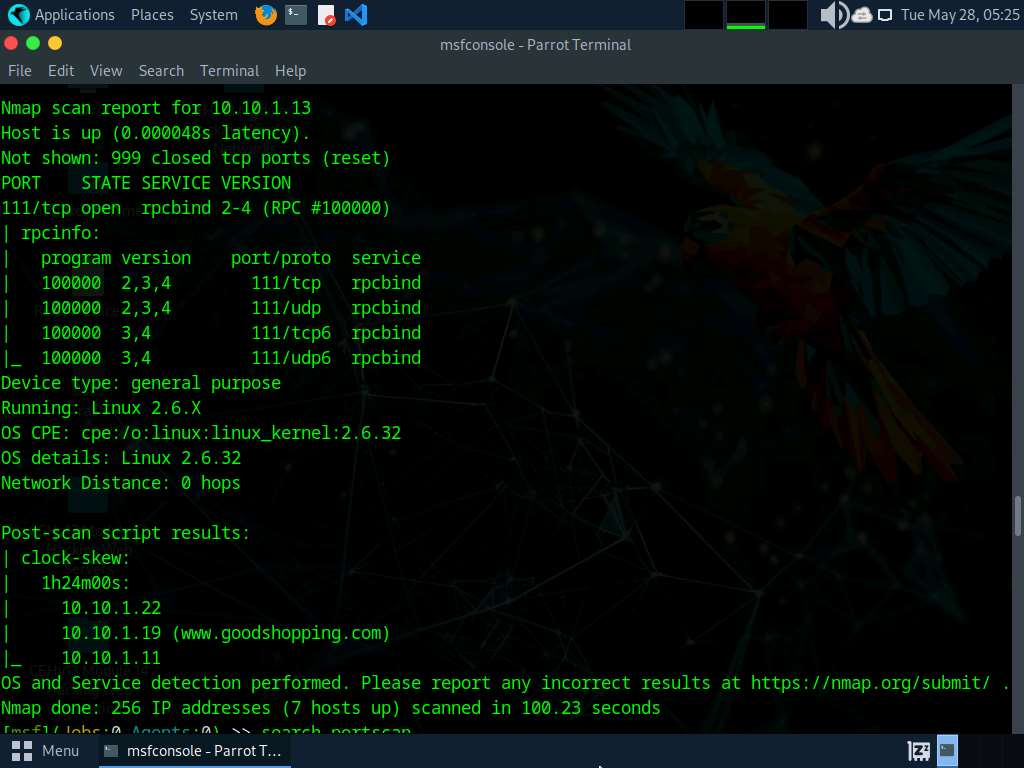 Applications Places System Tue May 28, 05:25
msfconsole - Parrot Terminal
File Edit View Search Terminal Help
Nmap scan report for 10.10.1.13
Host is up (0.000048s latency).
Not shown: 999 closed tcp ports (reset)
PORT    STATE SERVICE VERSION
111/tcp open  rpcbind 2-4 (RPC #100000)
| rpcinfo:
|   program version    port/proto  service
|   100000  2,3,4        111/tcp   rpcbind
|   100000  2,3,4        111/udp   rpcbind
|   100000  3,4          111/tcp6  rpcbind
|_  100000  3,4          111/udp6  rpcbind
Device type: general purpose
Running: Linux 2.6.X
OS CPE: cpe:/o:linux:linux_kernel:2.6.32
OS details: Linux 2.6.32
Network Distance: 0 hops
Post-scan script results:
| clock-skew:
|   1h24m00s:
|     10.10.1.22
|     10.10.1.19 (www.goodshopping.com)
|_    10.10.1.11
OS and Service detection performed. Please report any incorrect results at https://nmap.org/submit/ .
Nmap done: 256 IP addresses (7 hosts up) scanned in 100.23 seconds
[msf](Jobs:0 Agents:0) >> search portscan
Menu msfconsole - Parrot T...